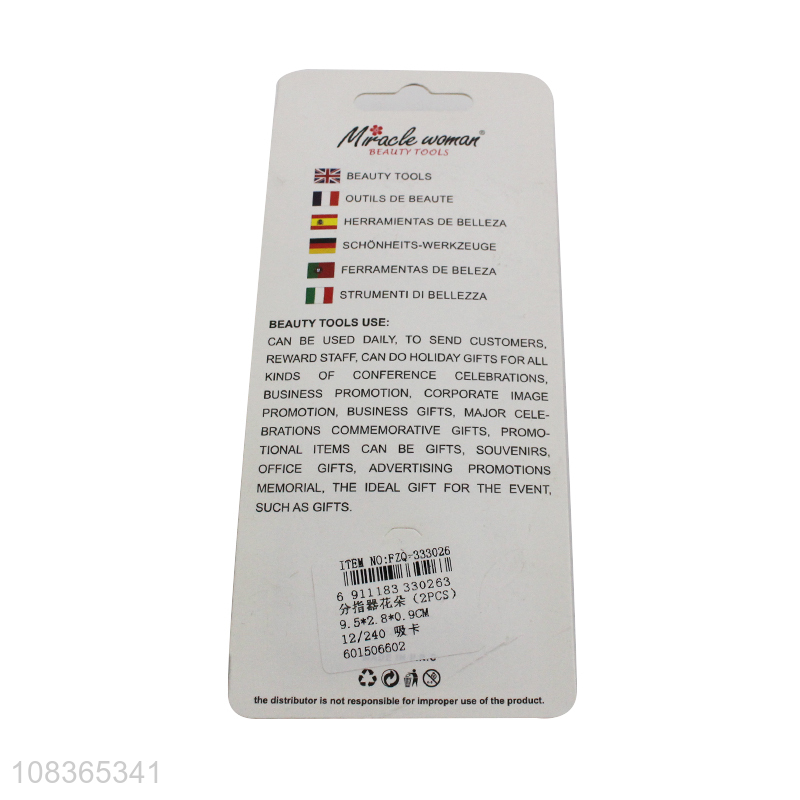 Miracle woman®
BEAUTY TOOLS
BEAUTY TOOLS
OUTILS DE BEAUTE
HERRAMIENTAS DE BELLEZA
SCHÖNHEITS-WERKZEUGE
FERRAMENTAS DE BELEZA
STRUMENTI DI BELLEZZA
BEAUTY TOOLS USE:
CAN BE USED DAILY, TO SEND CUSTOMERS,
REWARD STAFF, CAN DO HOLIDAY GIFTS FOR ALL
KINDS OF CONFERENCE CELEBRATIONS,
BUSINESS PROMOTION, CORPORATE IMAGE
PROMOTION, BUSINESS GIFTS, MAJOR CELE-
BRATIONS COMMEMORATIVE GIFTS, PROMO-
TIONAL ITEMS CAN BE GIFTS, SOUVENIRS,
OFFICE GIFTS, ADVERTISING PROMOTIONS
MEMORIAL, THE IDEAL GIFT FOR THE EVENT,
SUCH AS GIFTS.
ITEM NO:FZQ-333026
6 911183 330263
分指器花朵(2PCS)
9.5*2.8*0.9CM
12/240 吸卡
601506602
the distributor is not responsible for improper use of the product.
108365341